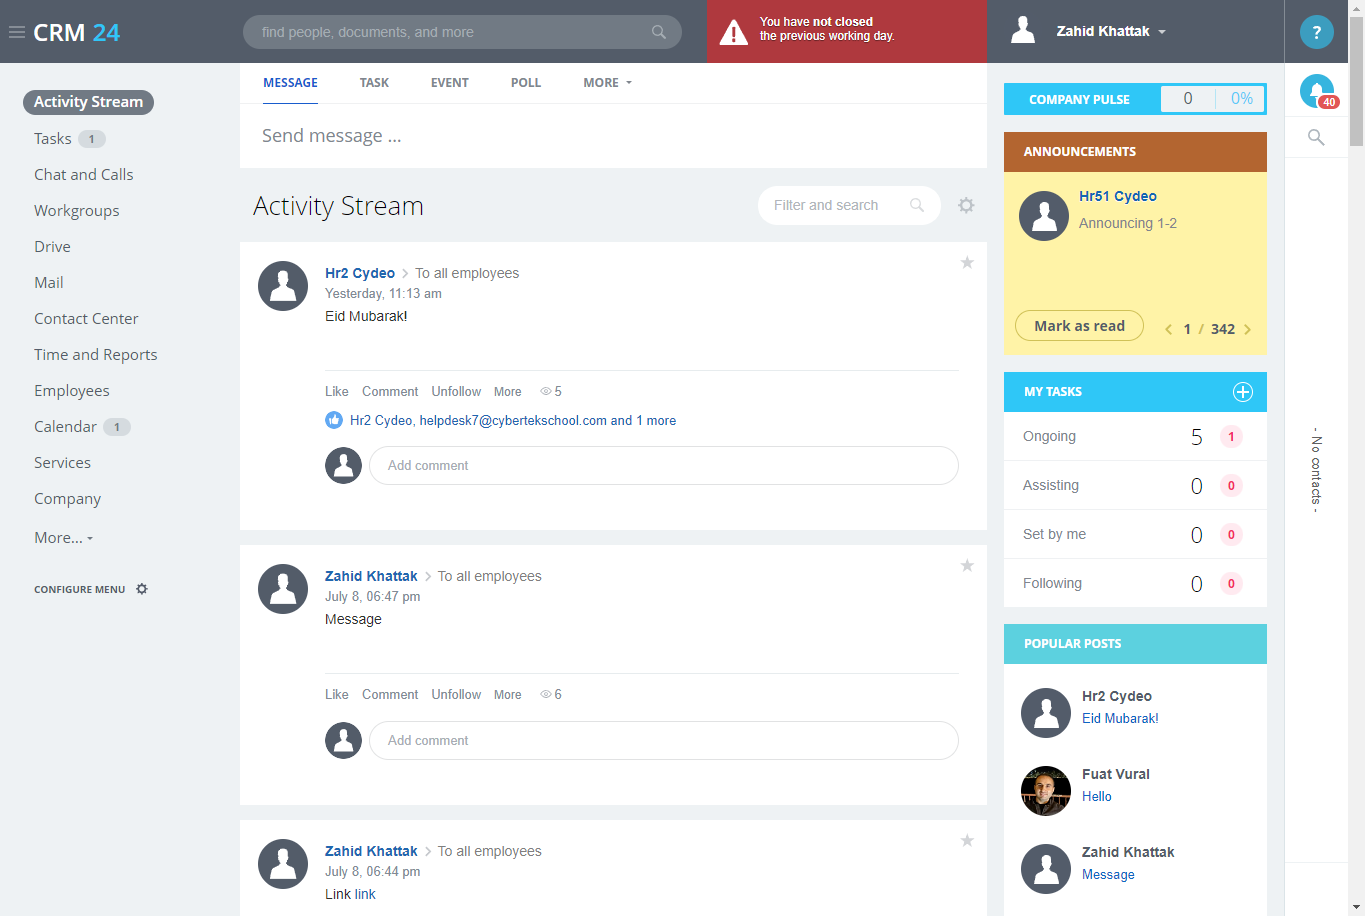 CRM 24
find people, documents, and more
You have not closed
the previous working day.
Zahid Khattak
?
40
Activity Stream
Tasks 1
Chat and Calls
Workgroups
Drive
Mail
Contact Center
Time and Reports
Employees
Calendar 1
Services
Company
More...
CONFIGURE MENU
MESSAGE TASK EVENT POLL MORE
Send message ...
Activity Stream
Filter and search
Hr2 Cydeo To all employees
Yesterday, 11:13 am
Eid Mubarak!
Like Comment Unfollow More 5
Hr2 Cydeo, helpdesk7@cybertekschool.com and 1 more
Add comment
Zahid Khattak To all employees
July 8, 06:47 pm
Message
Like Comment Unfollow More 6
Add comment
Zahid Khattak To all employees
July 8, 06:44 pm
Link link
COMPANY PULSE 0 0%
ANNOUNCEMENTS
Hr51 Cydeo
Announcing 1-2
Mark as read 1 / 342
MY TASKS
Ongoing 5 1
Assisting 0 0
Set by me 0 0
Following 0 0
POPULAR POSTS
Hr2 Cydeo
Eid Mubarak!
Fuat Vural
Hello
Zahid Khattak
Message
- No contacts -